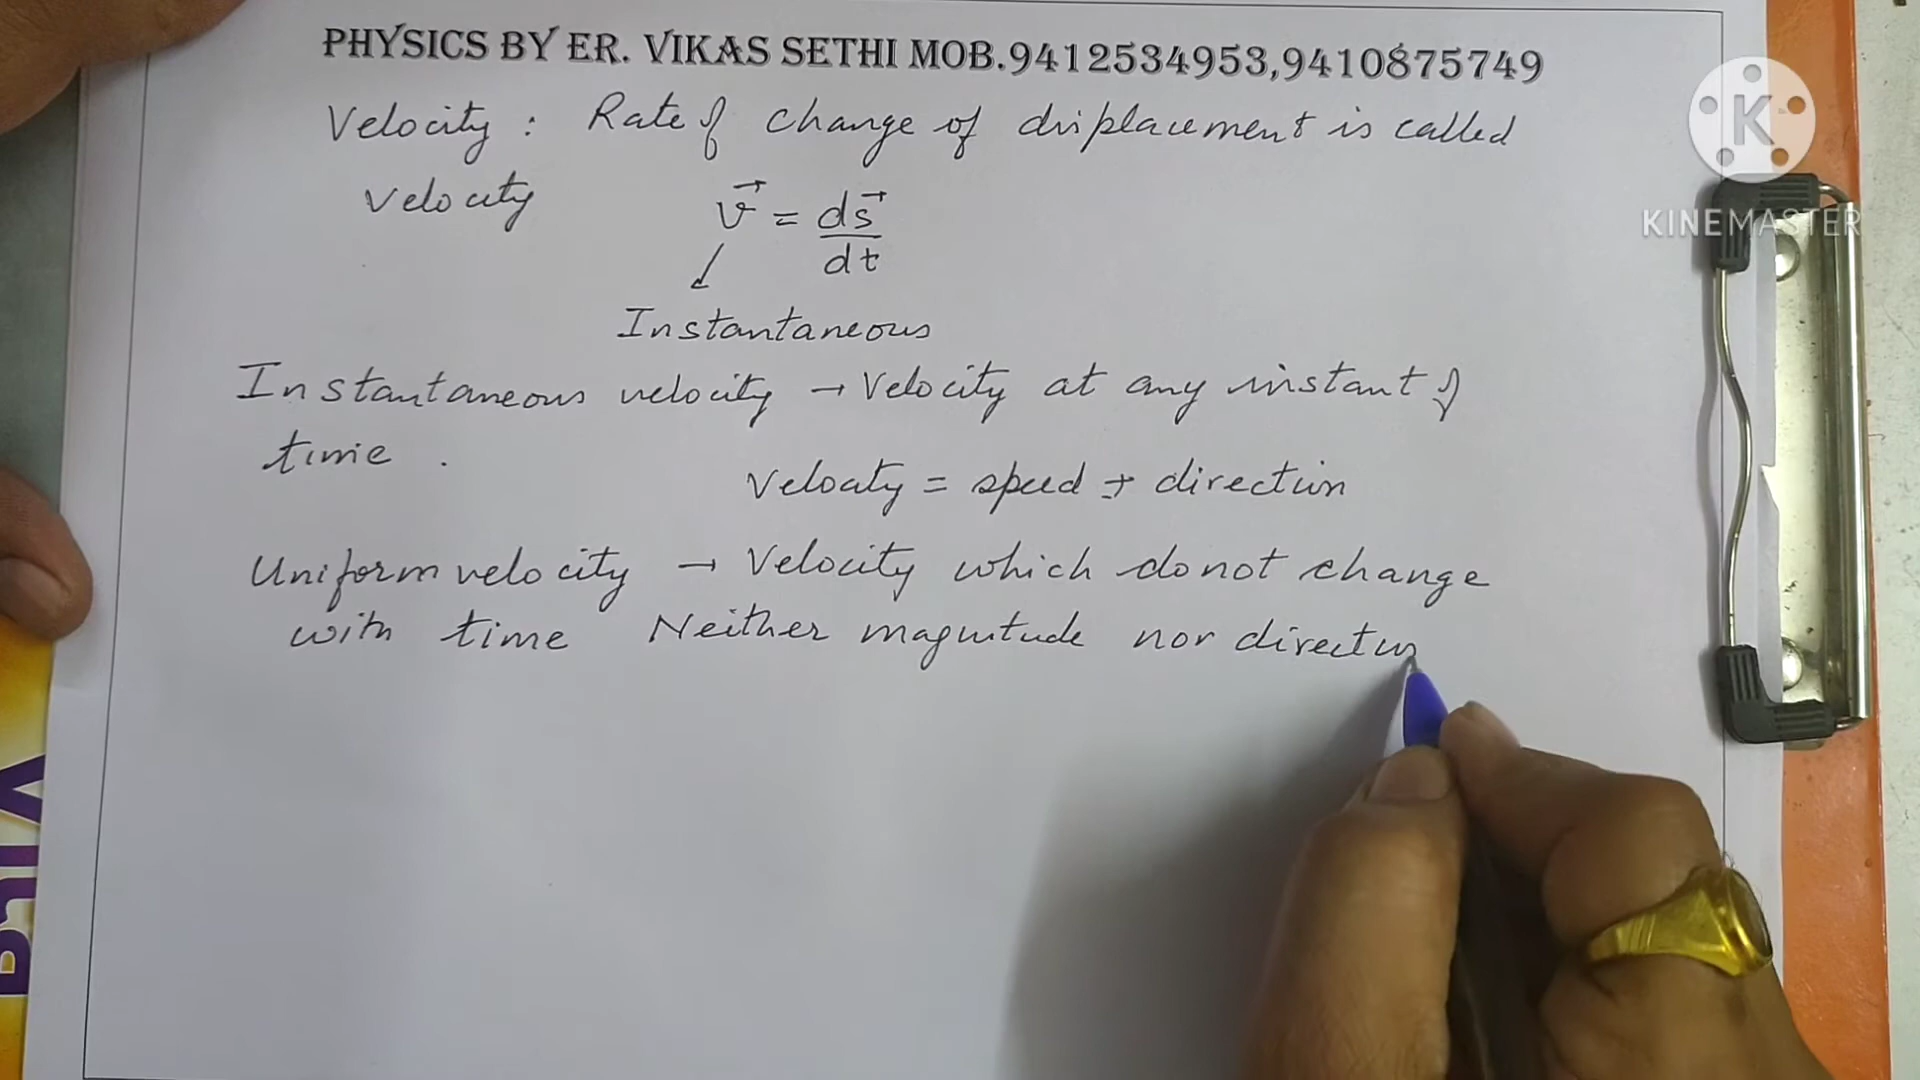 PHYSICS BY ER. VIKAS SETHI MOB.9412534953,9410875749
Velocity : Rate of change of displacement is called
velocity v⃗ = ds⃗/dt
Instantaneous
Instantaneous velocity → Velocity at any instant of
time .
Velocity = speed + direction
Uniform velocity → Velocity which do not change
with time Neither magnitude nor direction
K
KINEMASTER